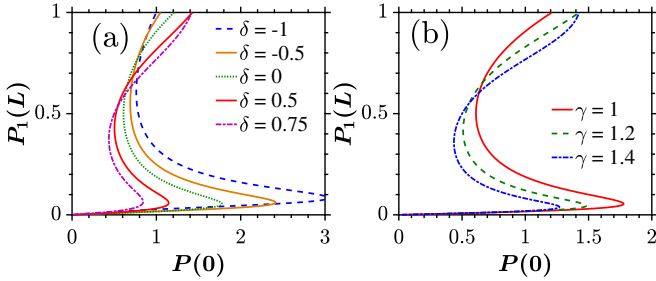 (a)
δ = -1
δ = -0.5
δ = 0
δ = 0.5
δ = 0.75
P₁(L)
1
0.5
0
0 1 2 3
P(0)
(b)
γ = 1
γ = 1.2
γ = 1.4
P₁(L)
1
0.5
0
0 0.5 1 1.5 2
P(0)